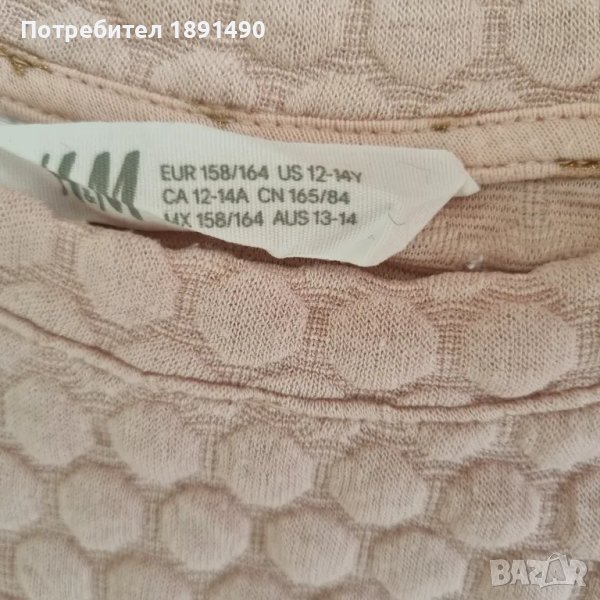 Потребител 1891490
H&M
EUR 158/164 US 12-14Y
CA 12-14A CN 165/84
MX 158/164 AUS 13-14
BAZAR